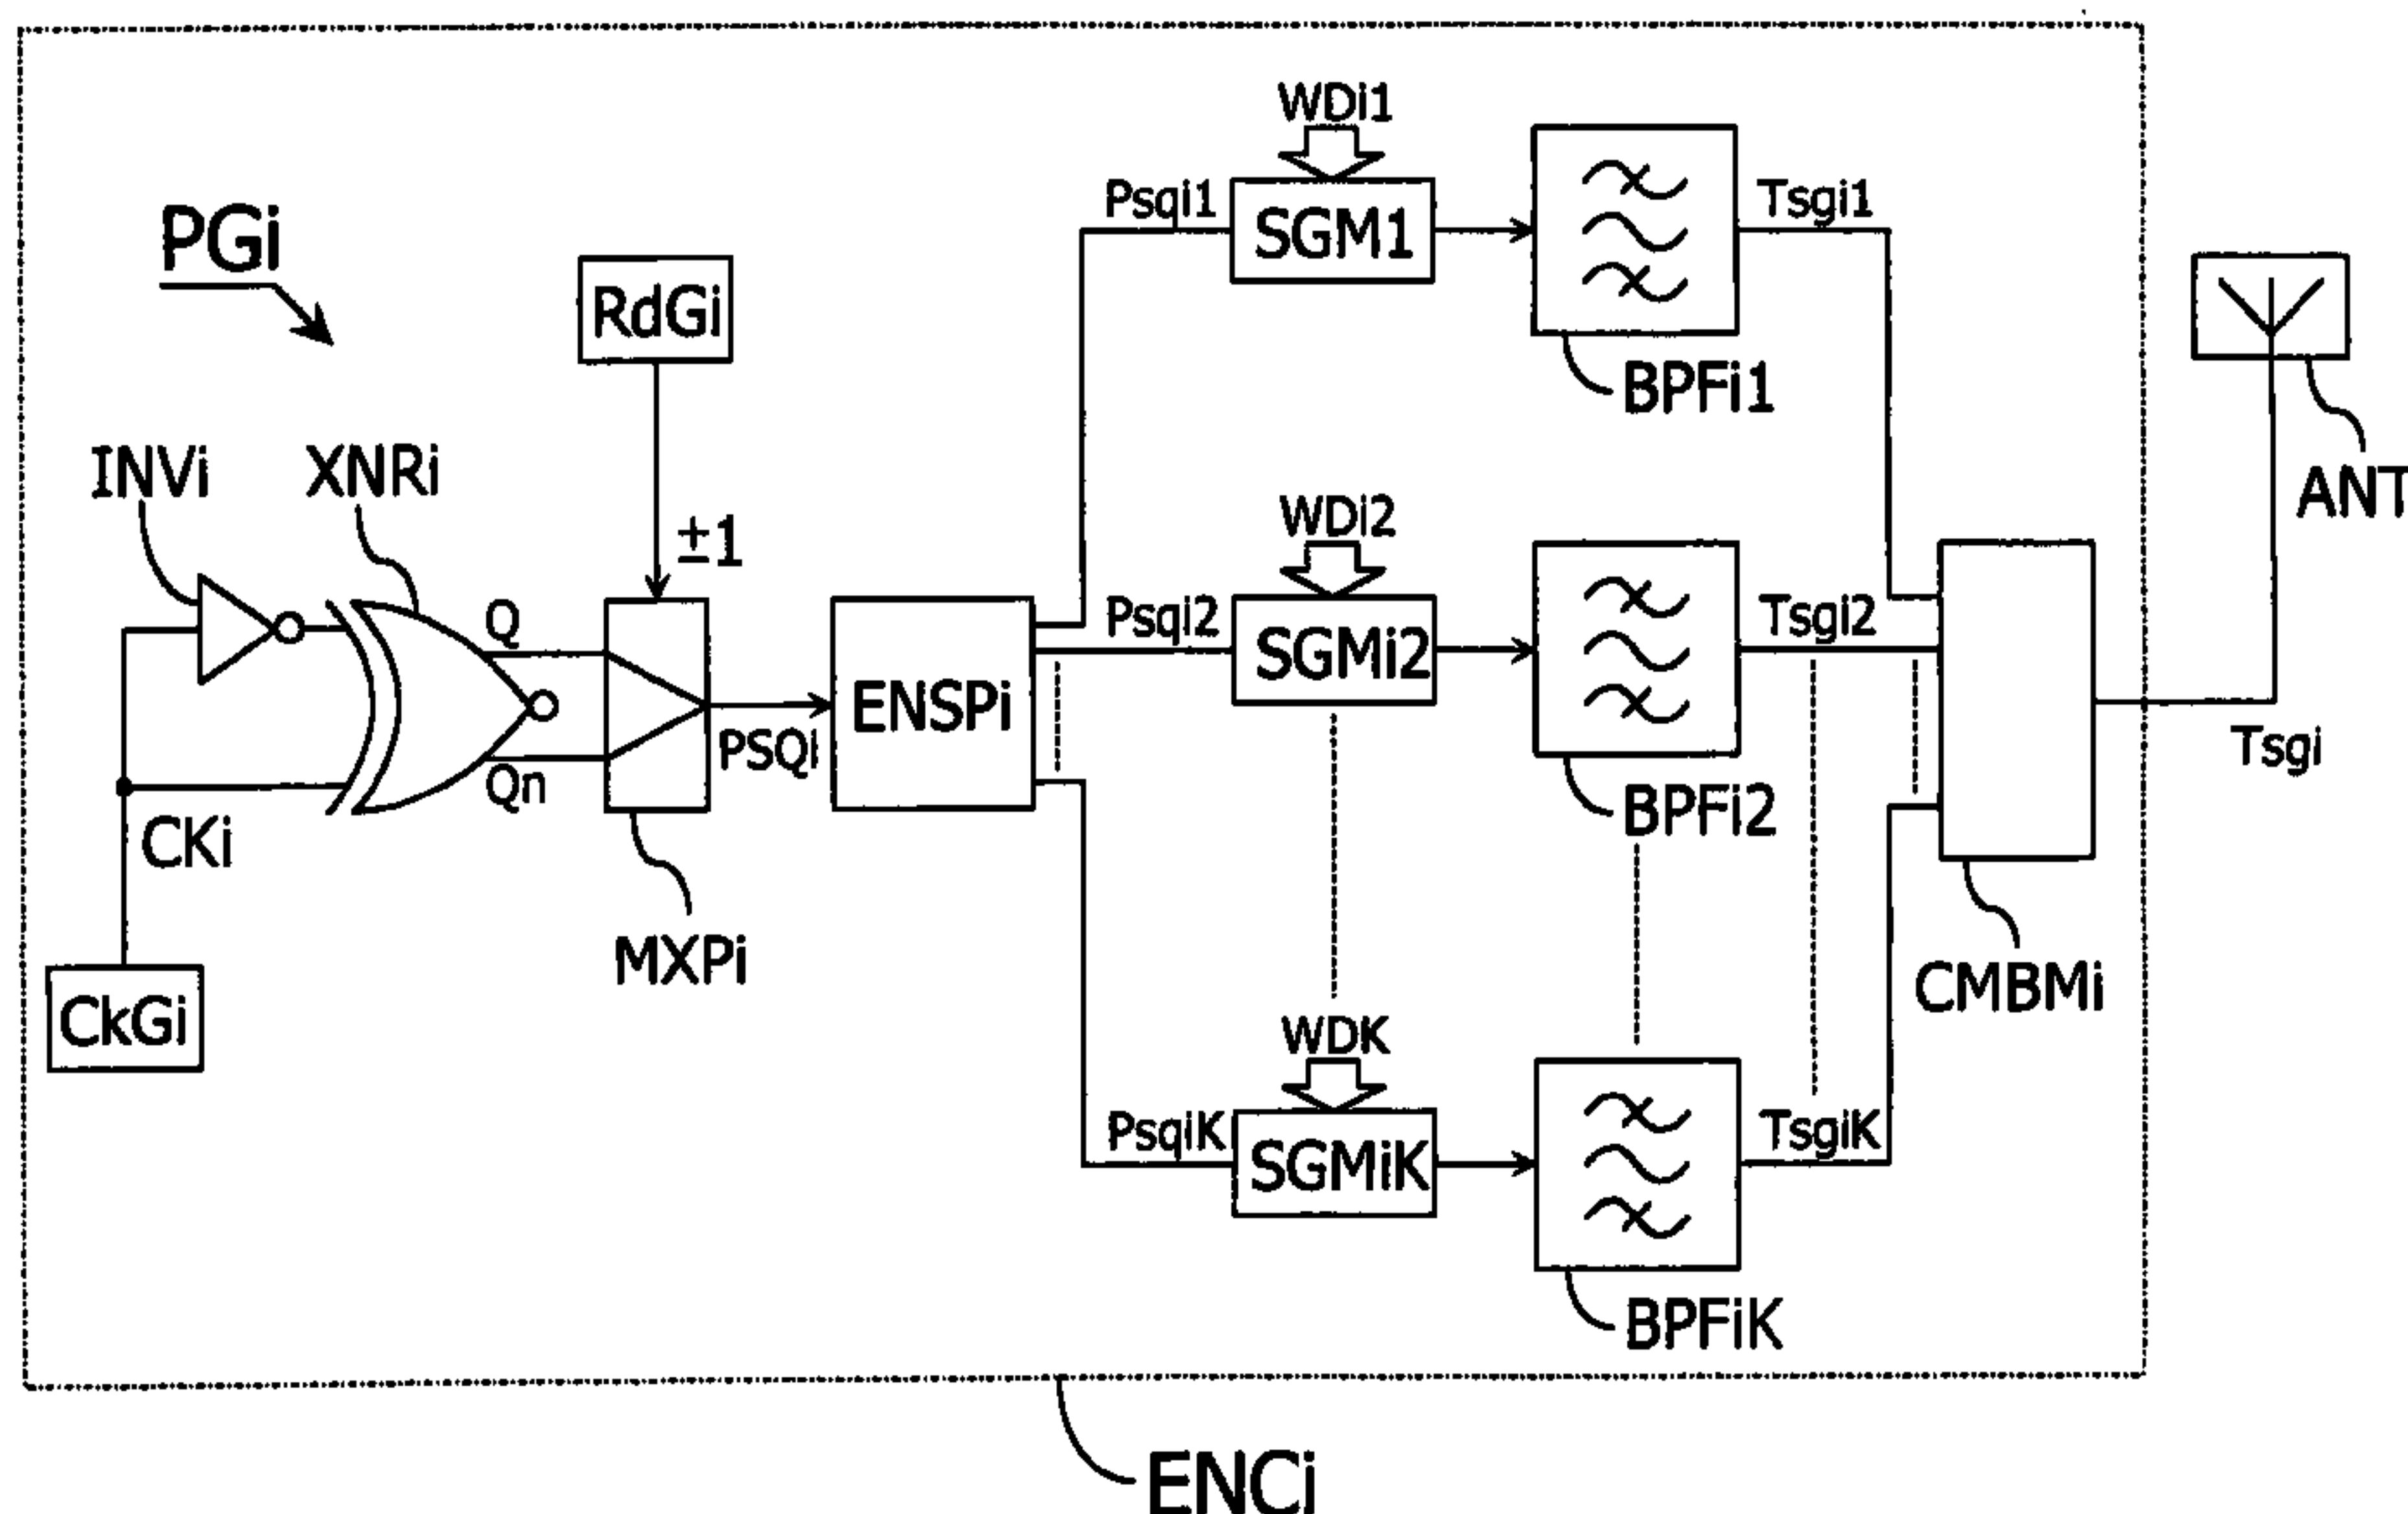 WDi1
Psqi1
SGM1
Tsgi1
PGi
RdGi
BPFi1
INVi
XNRi
±1
WDi2
ANT
Q
Psqi2
SGMi2
Tsgi2
ENSPi
PSQi
Tsgi
Qn
BPFi2
CKi
MXPi
CMBMi
CkGi
WDK
PsqiK
SGMiK
TsgiK
BPFiK
ENCi